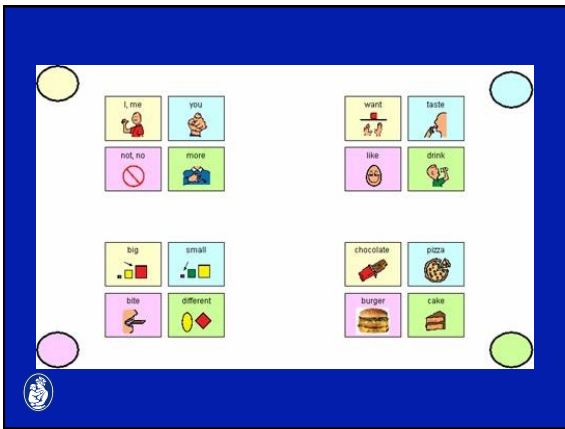 I, me you
want taste
not, no more
like drink
big small
chocolate pizza
bite different
burger cake